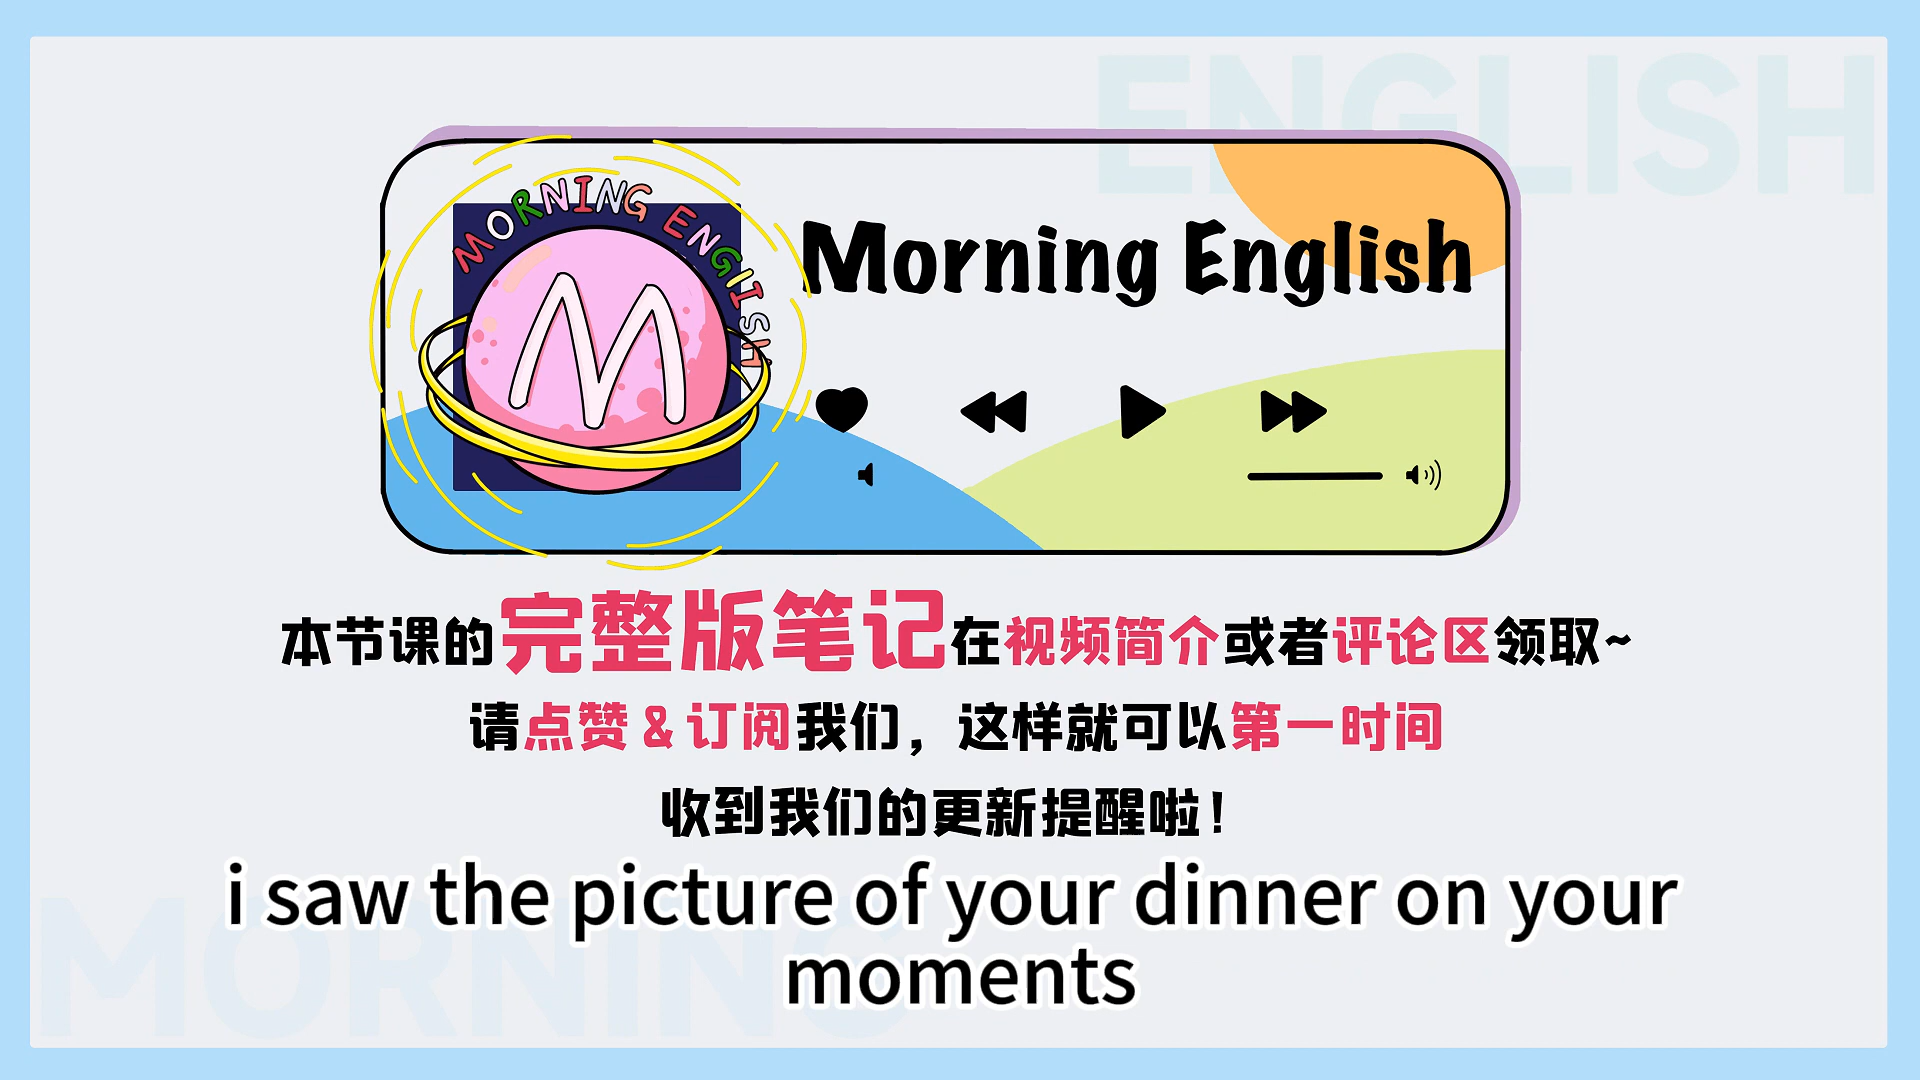 ENGLISH
MORNING ENGLISH
M
Morning English
本节课的完整版笔记在视频简介或者评论区领取~
请点赞&订阅我们，这样就可以第一时间
收到我们的更新提醒啦！
i saw the picture of your dinner on your
moments
MORNING